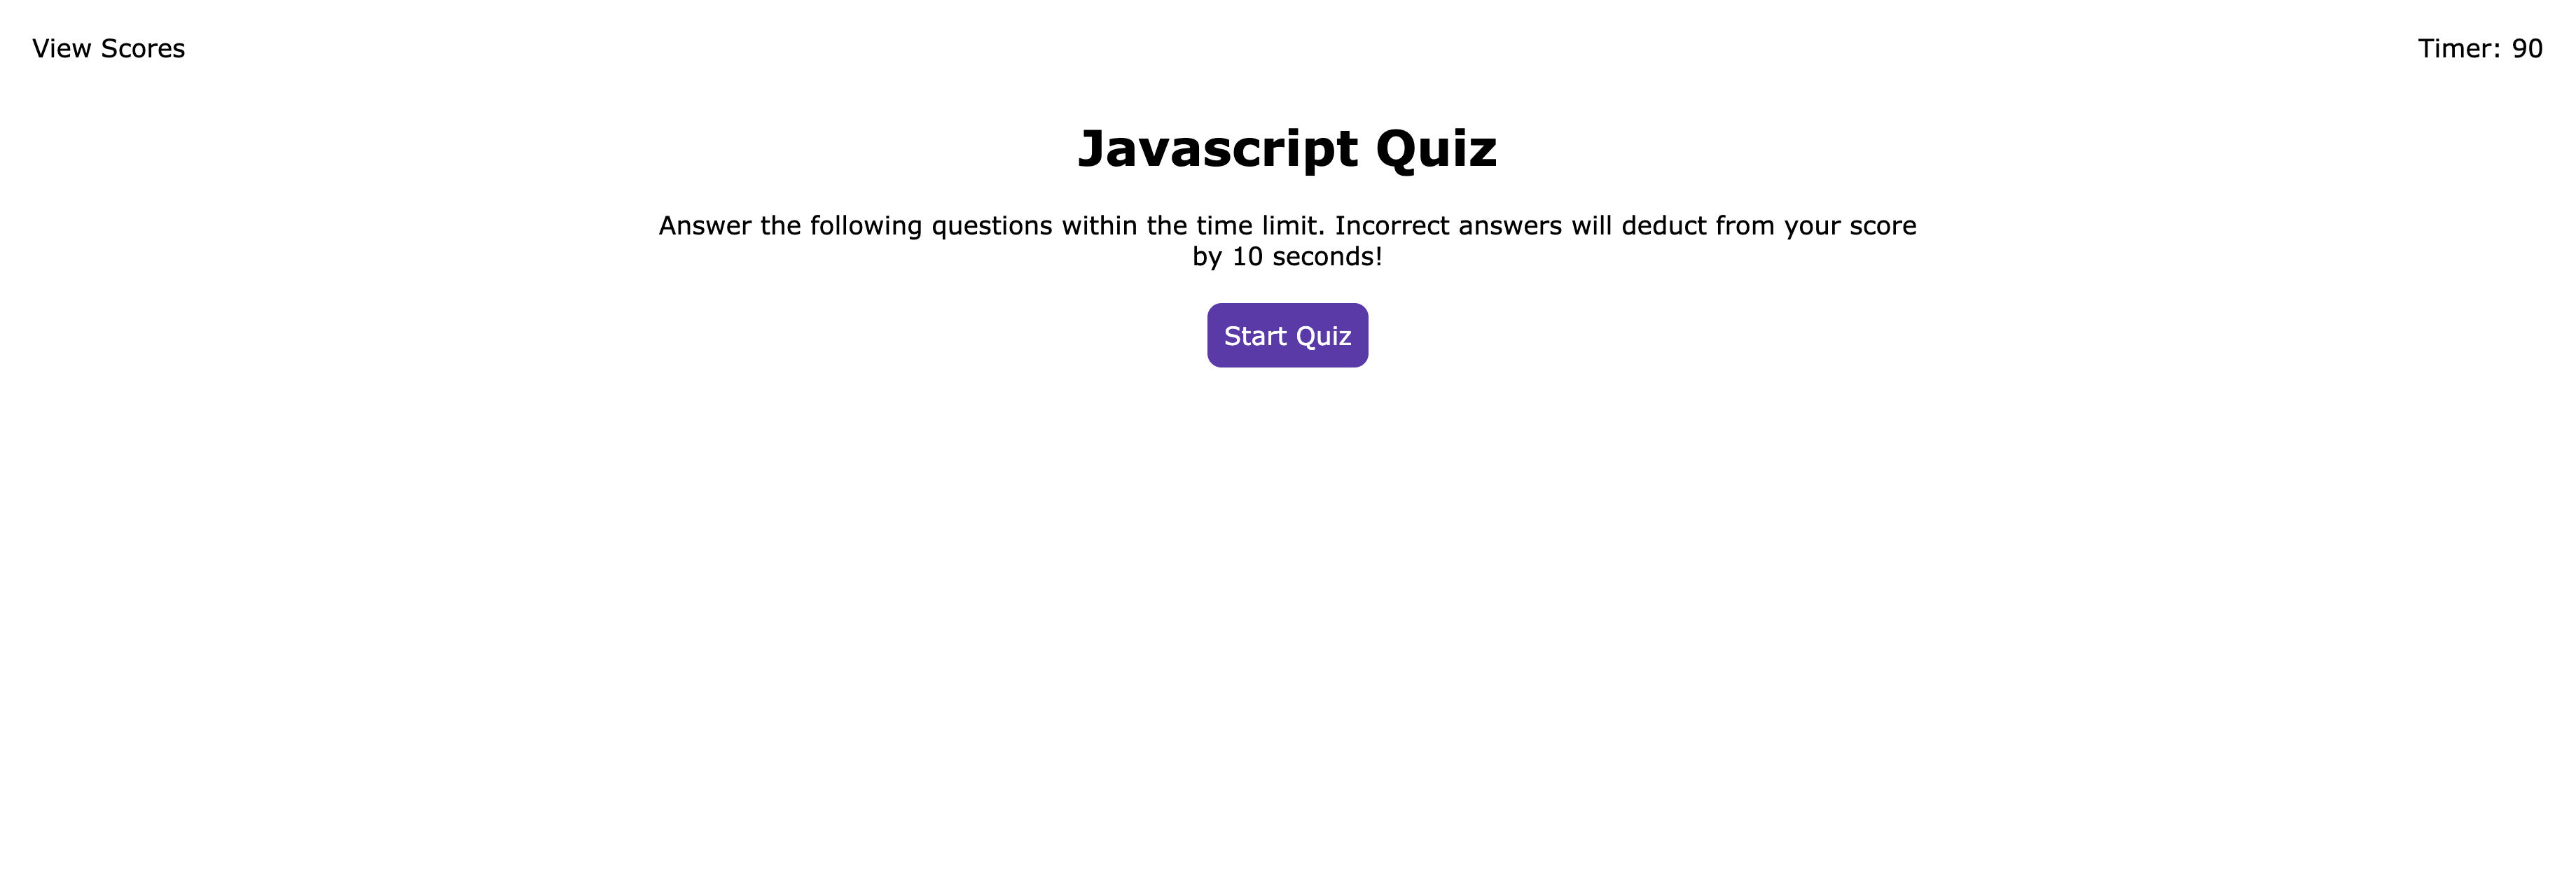 View Scores
Timer: 90
Javascript Quiz
Answer the following questions within the time limit. Incorrect answers will deduct from your score
by 10 seconds!
Start Quiz